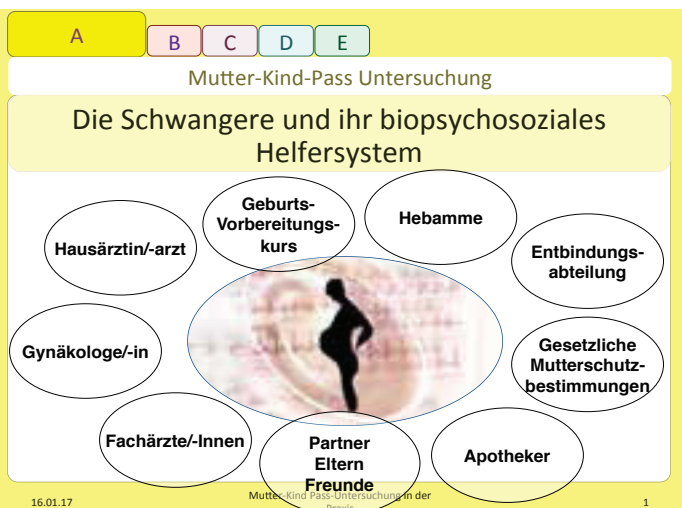 A
B
C
D
E
Mutter-Kind-Pass Untersuchung
Die Schwangere und ihr biopsychosoziales
Helfersystem
Geburts-
Vorbereitungs-
kurs
Hebamme
Hausärztin/-arzt
Entbindungs-
abteilung
Gynäkologe/-in
Gesetzliche
Mutterschutz-
bestimmungen
Fachärzte/-Innen
Partner
Eltern
Freunde
Apotheker
16.01.17
Mutter-Kind Pass-Untersuchung in der
Praxis
1